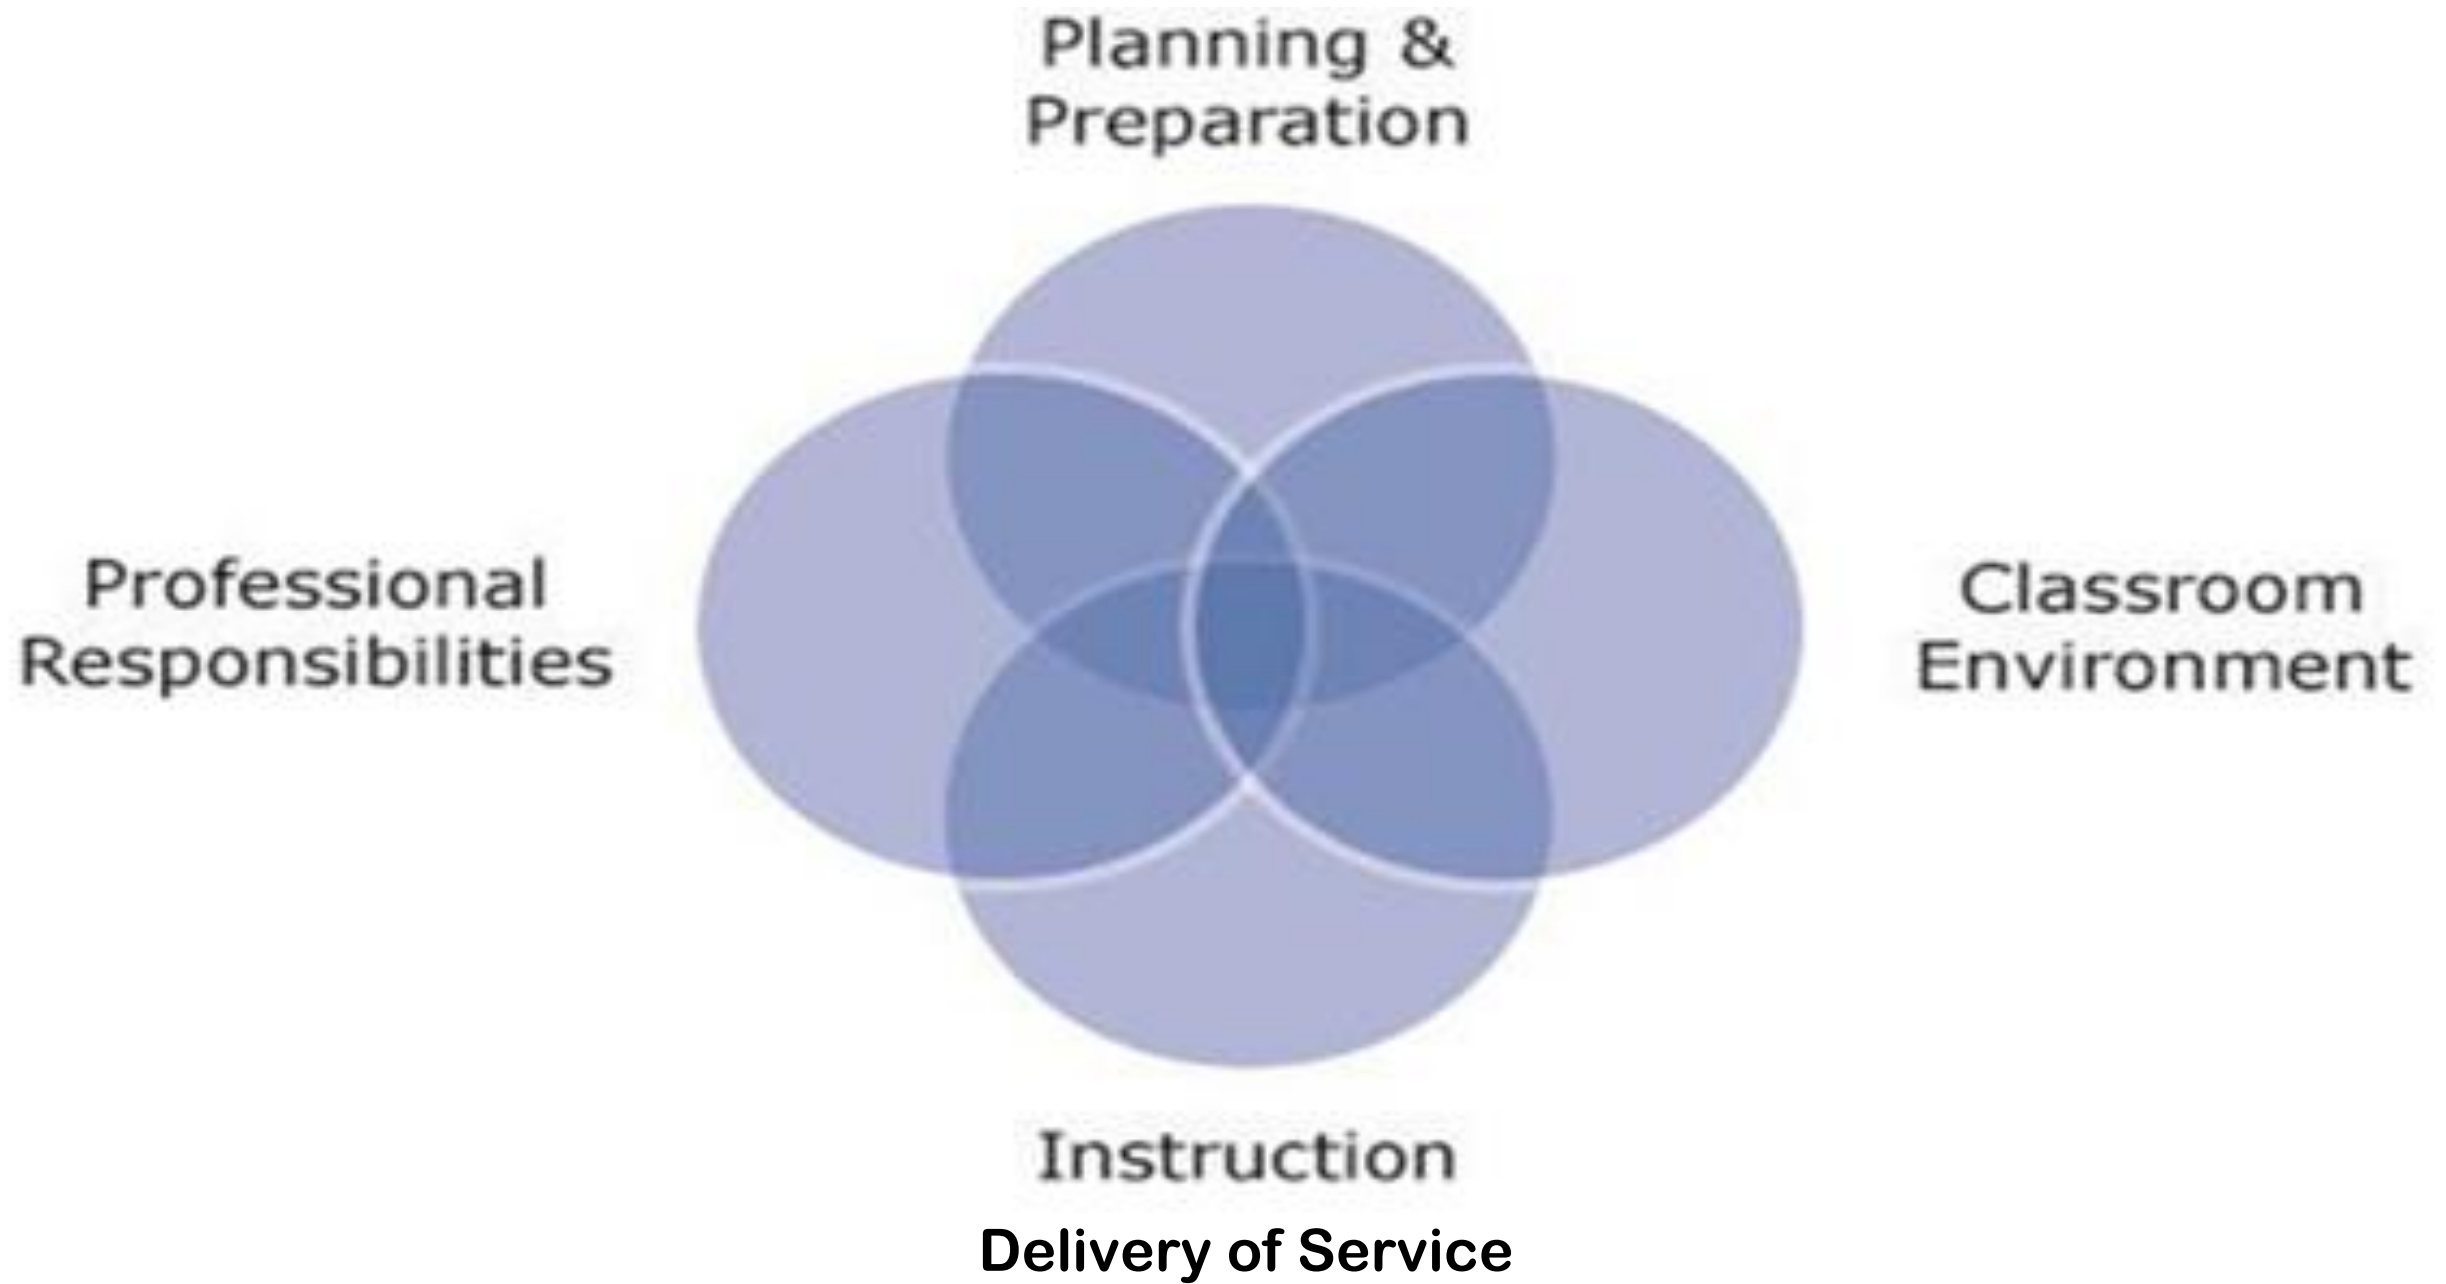 Planning &
Preparation
Professional
Responsibilities
Classroom
Environment
Instruction
Delivery of Service